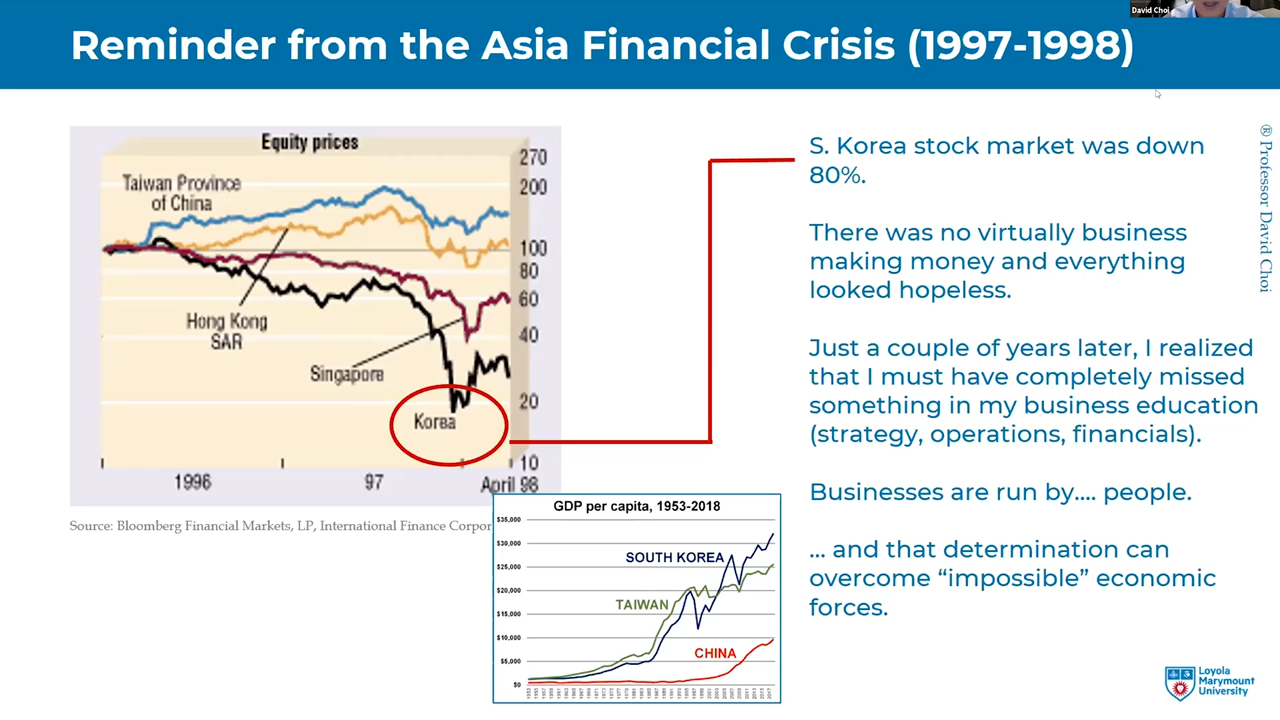 David Choi
Reminder from the Asia Financial Crisis (1997-1998)
Equity prices
270
200
100
80
60
40
20
10
Taiwan Province
of China
Hong Kong
SAR
Singapore
Korea
1996
97
April 98
Source: Bloomberg Financial Markets, LP, International Finance Corpor
GDP per capita, 1953-2018
$35,000
$30,000
$25,000
$20,000
$15,000
$10,000
$5,000
$0
SOUTH KOREA
TAIWAN
CHINA
S. Korea stock market was down
80%.
There was no virtually business
making money and everything
looked hopeless.
Just a couple of years later, I realized
that I must have completely missed
something in my business education
(strategy, operations, financials).
Businesses are run by.... people.
... and that determination can
overcome “impossible” economic
forces.
® Professor David Choi
Loyola
Marymount
University